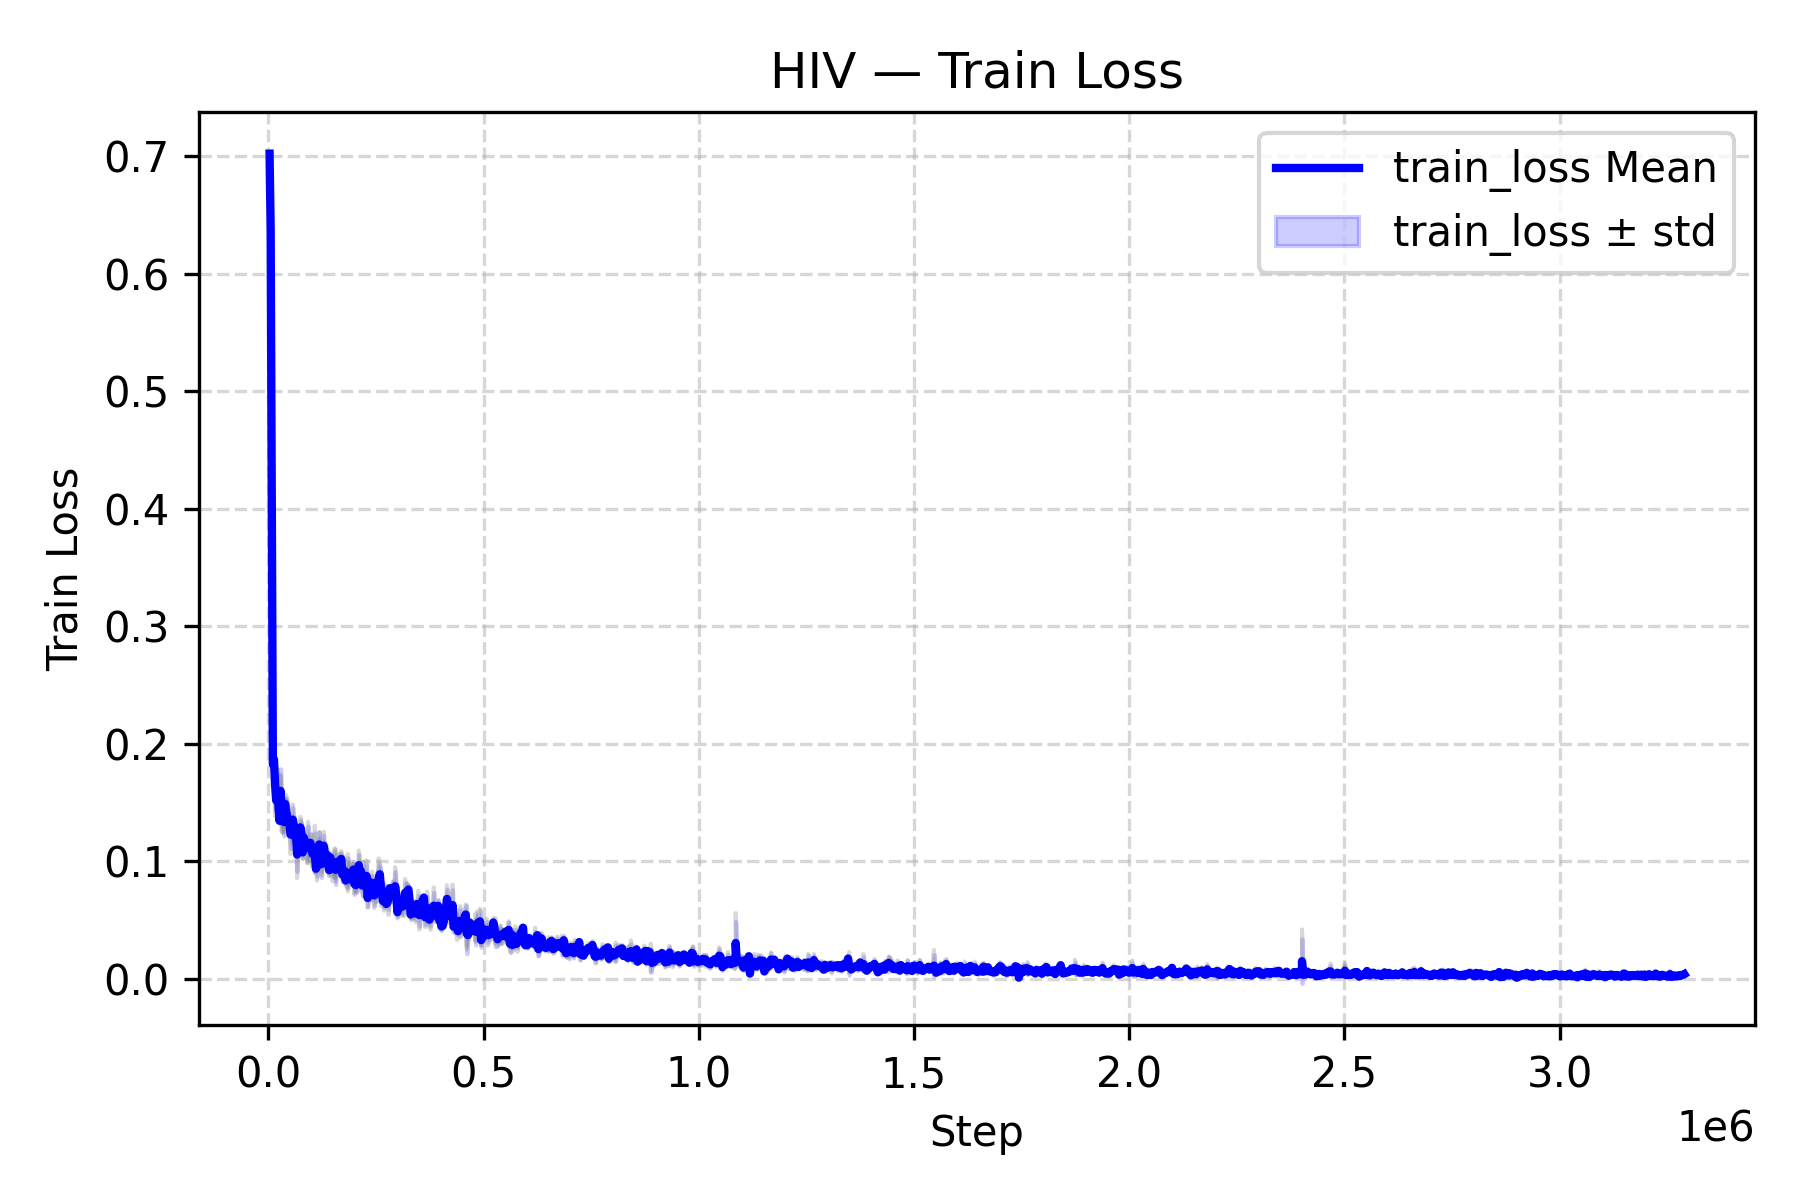 HIV — Train Loss
train_loss Mean
train_loss ± std
Train Loss
0.7
0.6
0.5
0.4
0.3
0.2
0.1
0.0
0.0 0.5 1.0 1.5 2.0 2.5 3.0
1e6
Step